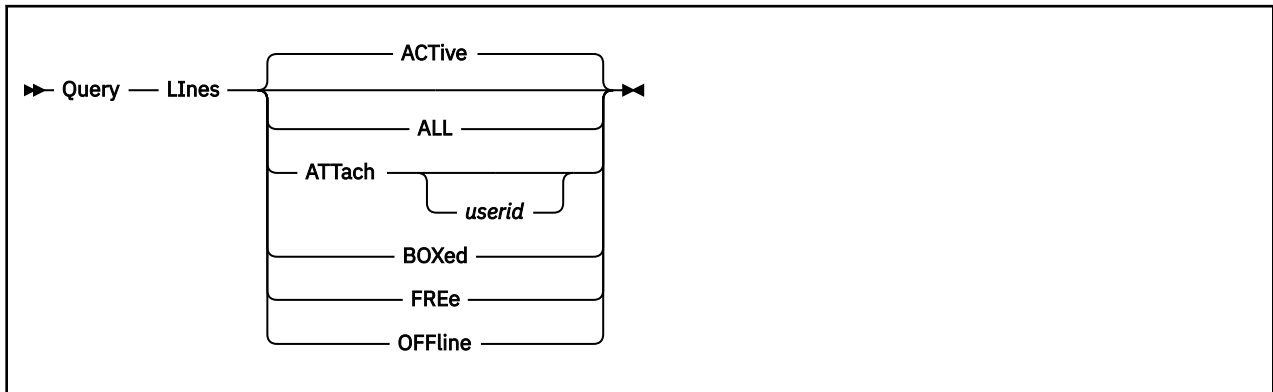 ACTive
Query LInes
ALL
ATTach
userid
BOXed
FREe
OFFline